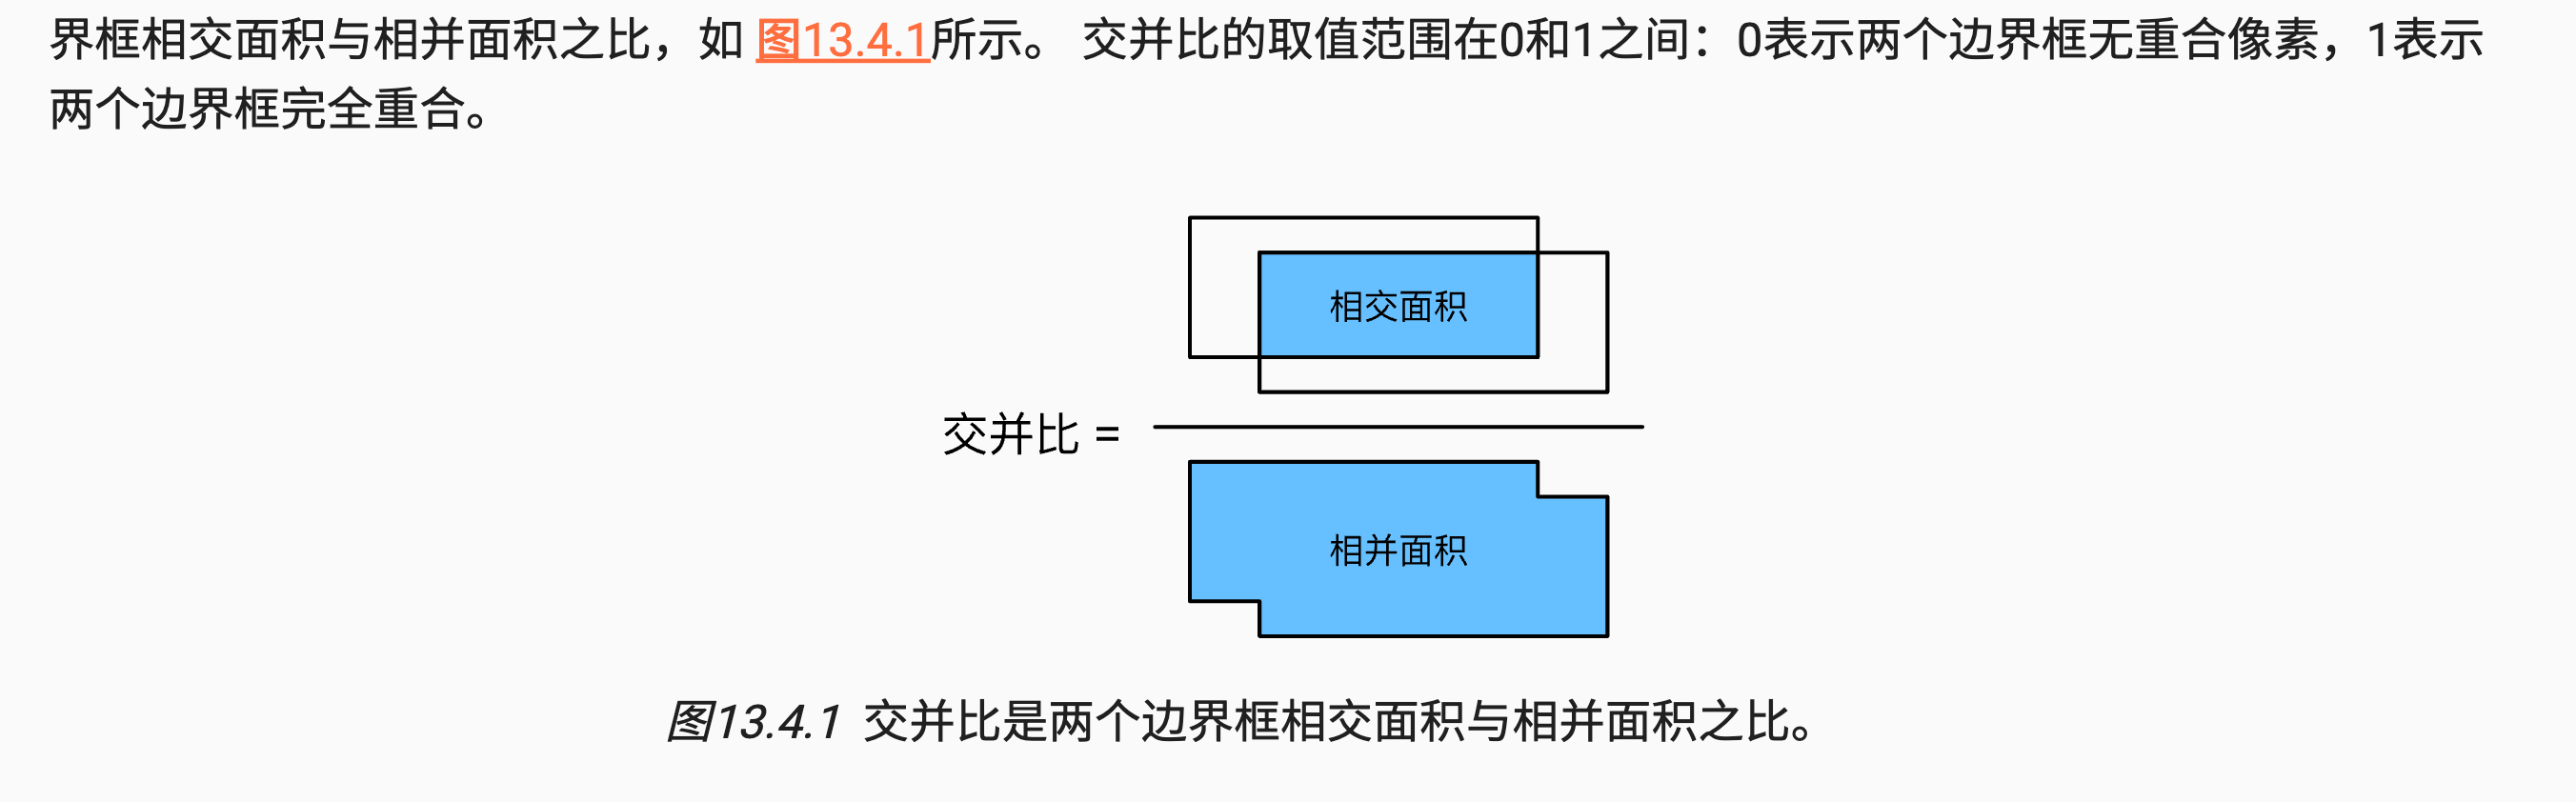 界框相交面积与相并面积之比，如 图13.4.1所示。 交并比的取值范围在0和1之间：0表示两个边界框无重合像素，1表示
两个边界框完全重合。
相交面积
交并比 =
相并面积
图13.4.1 交并比是两个边界框相交面积与相并面积之比。